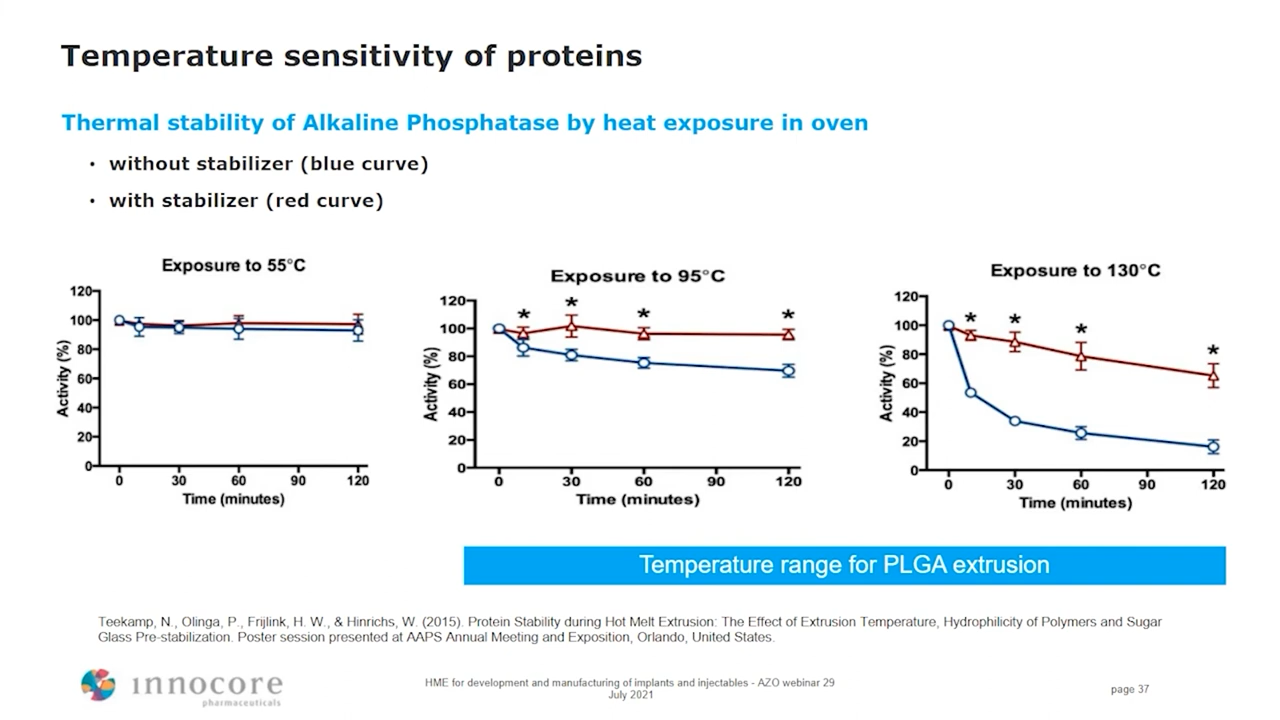 Temperature sensitivity of proteins
Thermal stability of Alkaline Phosphatase by heat exposure in oven
• without stabilizer (blue curve)
• with stabilizer (red curve)
Exposure to 55°C
120
100
80
60
40
20
0
Activity (%)
0 30 60 90 120
Time (minutes)
Exposure to 95°C
120
100
80
60
40
20
0
Activity (%)
* * * *
0 30 60 90 120
Time (minutes)
Exposure to 130°C
120
100
80
60
40
20
0
Activity (%)
* * * *
0 30 60 90 120
Time (minutes)
Temperature range for PLGA extrusion
Teekamp, N., Olinga, P., Frijlink, H. W., & Hinrichs, W. (2015). Protein Stability during Hot Melt Extrusion: The Effect of Extrusion Temperature, Hydrophilicity of Polymers and Sugar
Glass Pre-stabilization. Poster session presented at AAPS Annual Meeting and Exposition, Orlando, United States.
innocore
pharmaceuticals
HME for development and manufacturing of implants and injectables - AZO webinar 29
July 2021
page 37